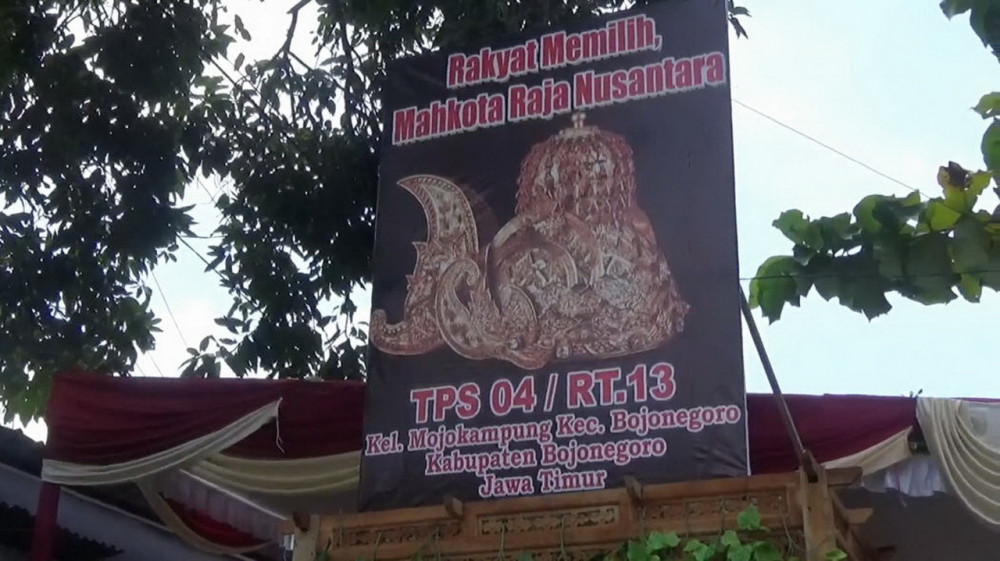 Rakyat Memilih,
Mahkota Raja Nusantara
TPS 04 / RT.13
Kel. Mojokampung Kec. Bojonegoro
Kabupaten Bojonegoro
Jawa Timur